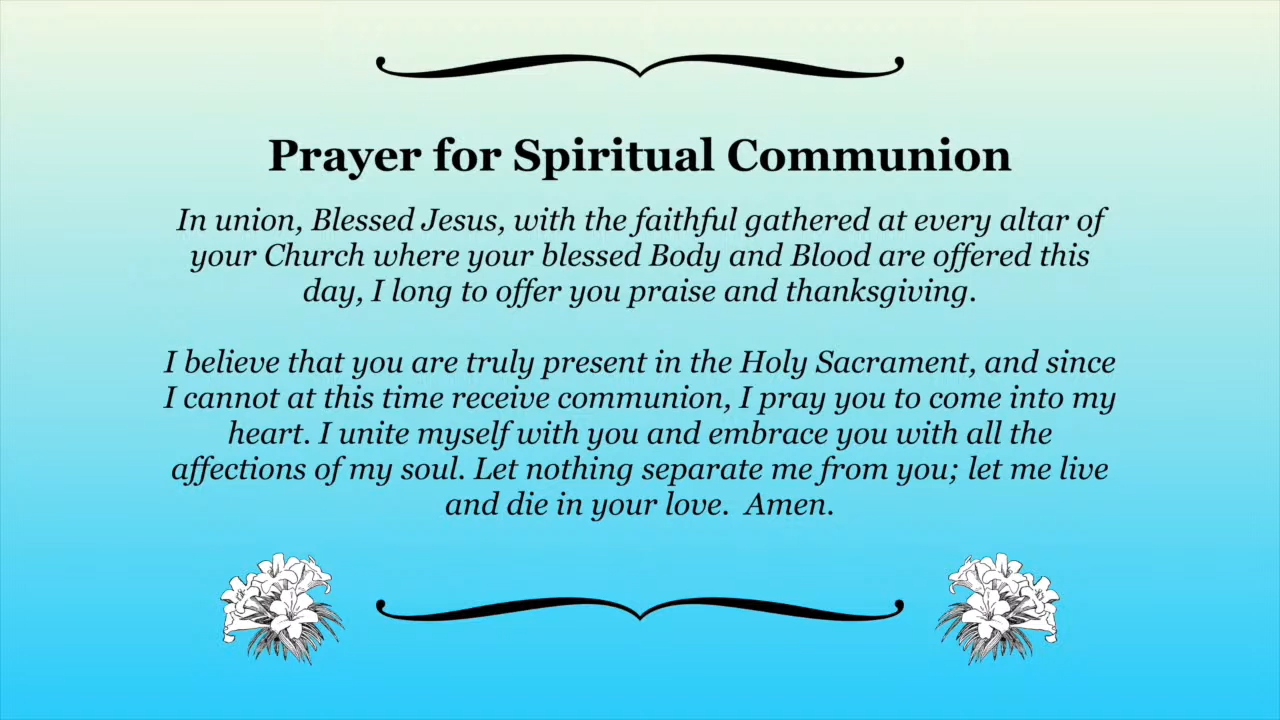 Prayer for Spiritual Communion
In union, Blessed Jesus, with the faithful gathered at every altar of
your Church where your blessed Body and Blood are offered this
day, I long to offer you praise and thanksgiving.
I believe that you are truly present in the Holy Sacrament, and since
I cannot at this time receive communion, I pray you to come into my
heart. I unite myself with you and embrace you with all the
affections of my soul. Let nothing separate me from you; let me live
and die in your love.  Amen.